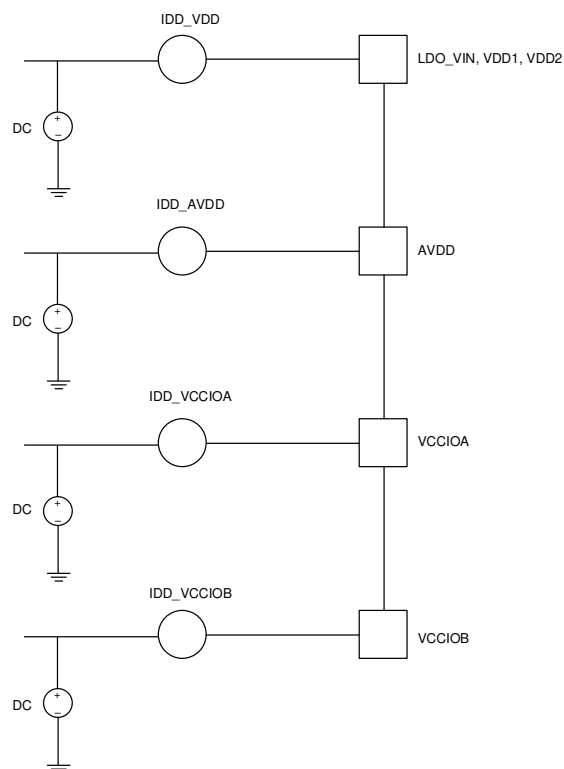 IDD_VDD
LDO_VIN, VDD1, VDD2
+
DC
–
IDD_AVDD
AVDD
+
DC
–
IDD_VCCIOA
VCCIOA
+
DC
–
IDD_VCCIOB
VCCIOB
+
DC
–